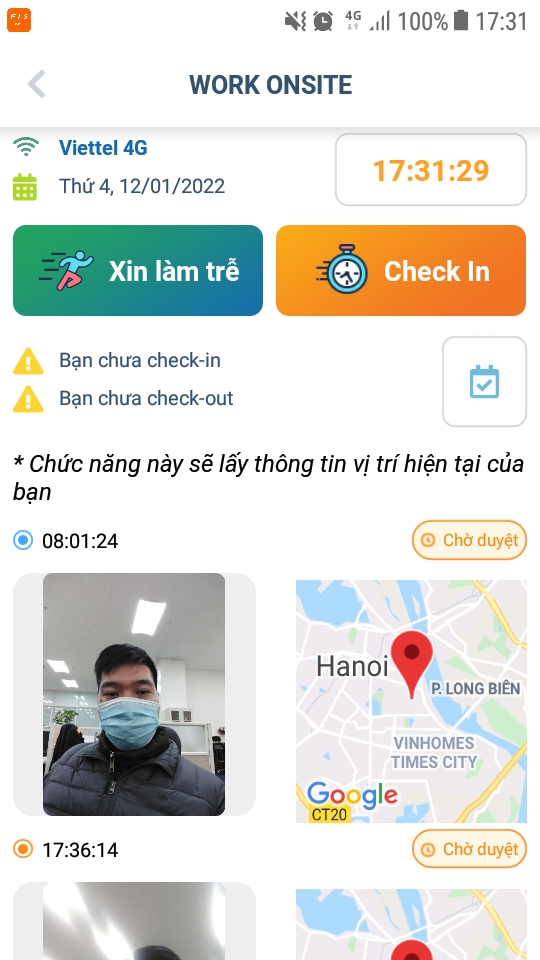 FIS
4G
100%
17:31
WORK ONSITE
Viettel 4G
Thứ 4, 12/01/2022
17:31:29
Xin làm trễ
Check In
Bạn chưa check-in
Bạn chưa check-out
* Chức năng này sẽ lấy thông tin vị trí hiện tại của
bạn
08:01:24
Chờ duyệt
Hanoi
P. LONG BIÊN
VINHOMES
TIMES CITY
Google
CT20
17:36:14
Chờ duyệt